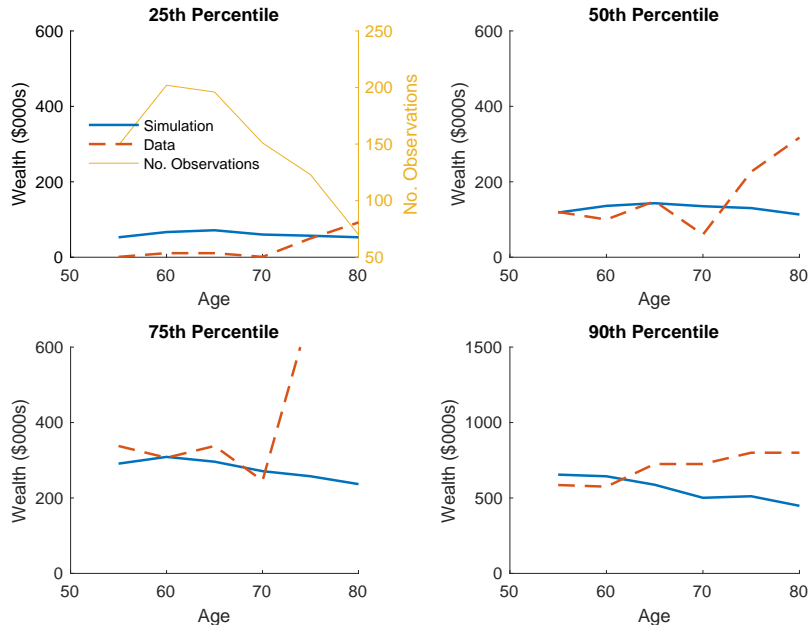 25th Percentile
600
400
200
0
Wealth ($000s)
250
200
150
100
50
No. Observations
Simulation
Data
No. Observations
50
60
70
80
Age
50th Percentile
600
400
200
0
Wealth ($000s)
50
60
70
80
Age
75th Percentile
600
400
200
0
Wealth ($000s)
50
60
70
80
Age
90th Percentile
1500
1000
500
0
Wealth ($000s)
50
60
70
80
Age